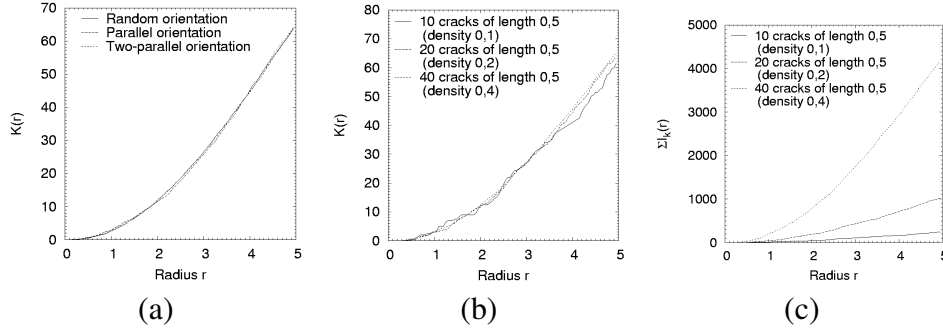 70
60
50
40
30
20
10
0
K(r)
Random orientation
Parallel orientation
Two-parallel orientation
0 1 2 3 4 5
Radius r
(a)
80
70
60
50
40
30
20
10
0
K(r)
10 cracks of length 0,5
(density 0,1)
20 cracks of length 0,5
(density 0,2)
40 cracks of length 0,5
(density 0,4)
0 1 2 3 4 5
Radius r
(b)
5000
4000
3000
2000
1000
0
ΣIk(r)
10 cracks of length 0,5
(density 0,1)
20 cracks of length 0,5
(density 0,2)
40 cracks of length 0,5
(density 0,4)
0 1 2 3 4 5
Radius r
(c)